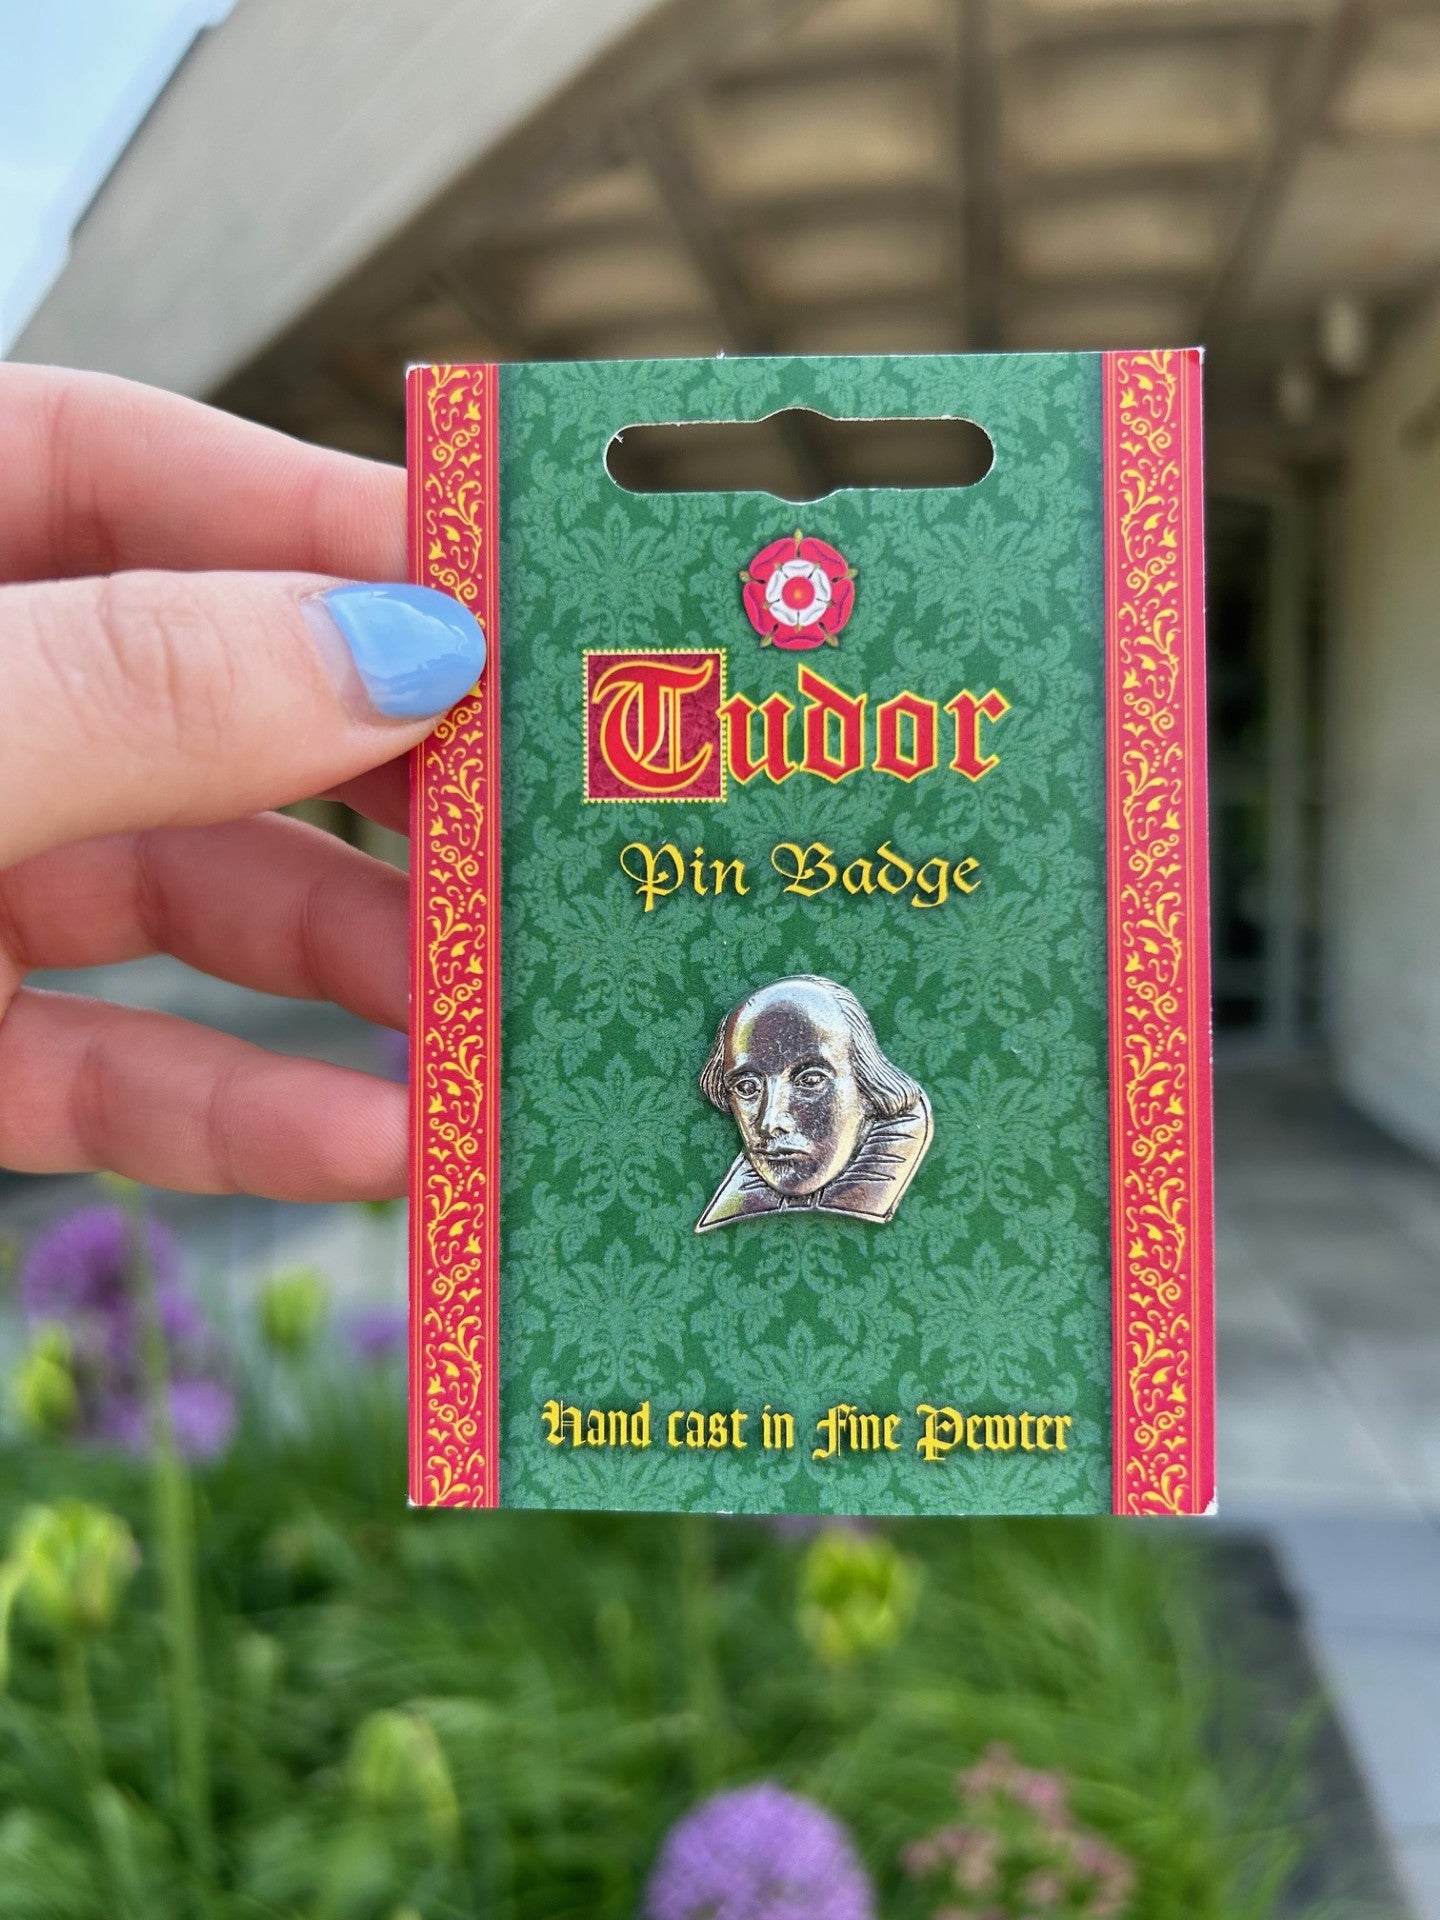 Tudor
Pin Badge
Hand cast in Fine Pewter